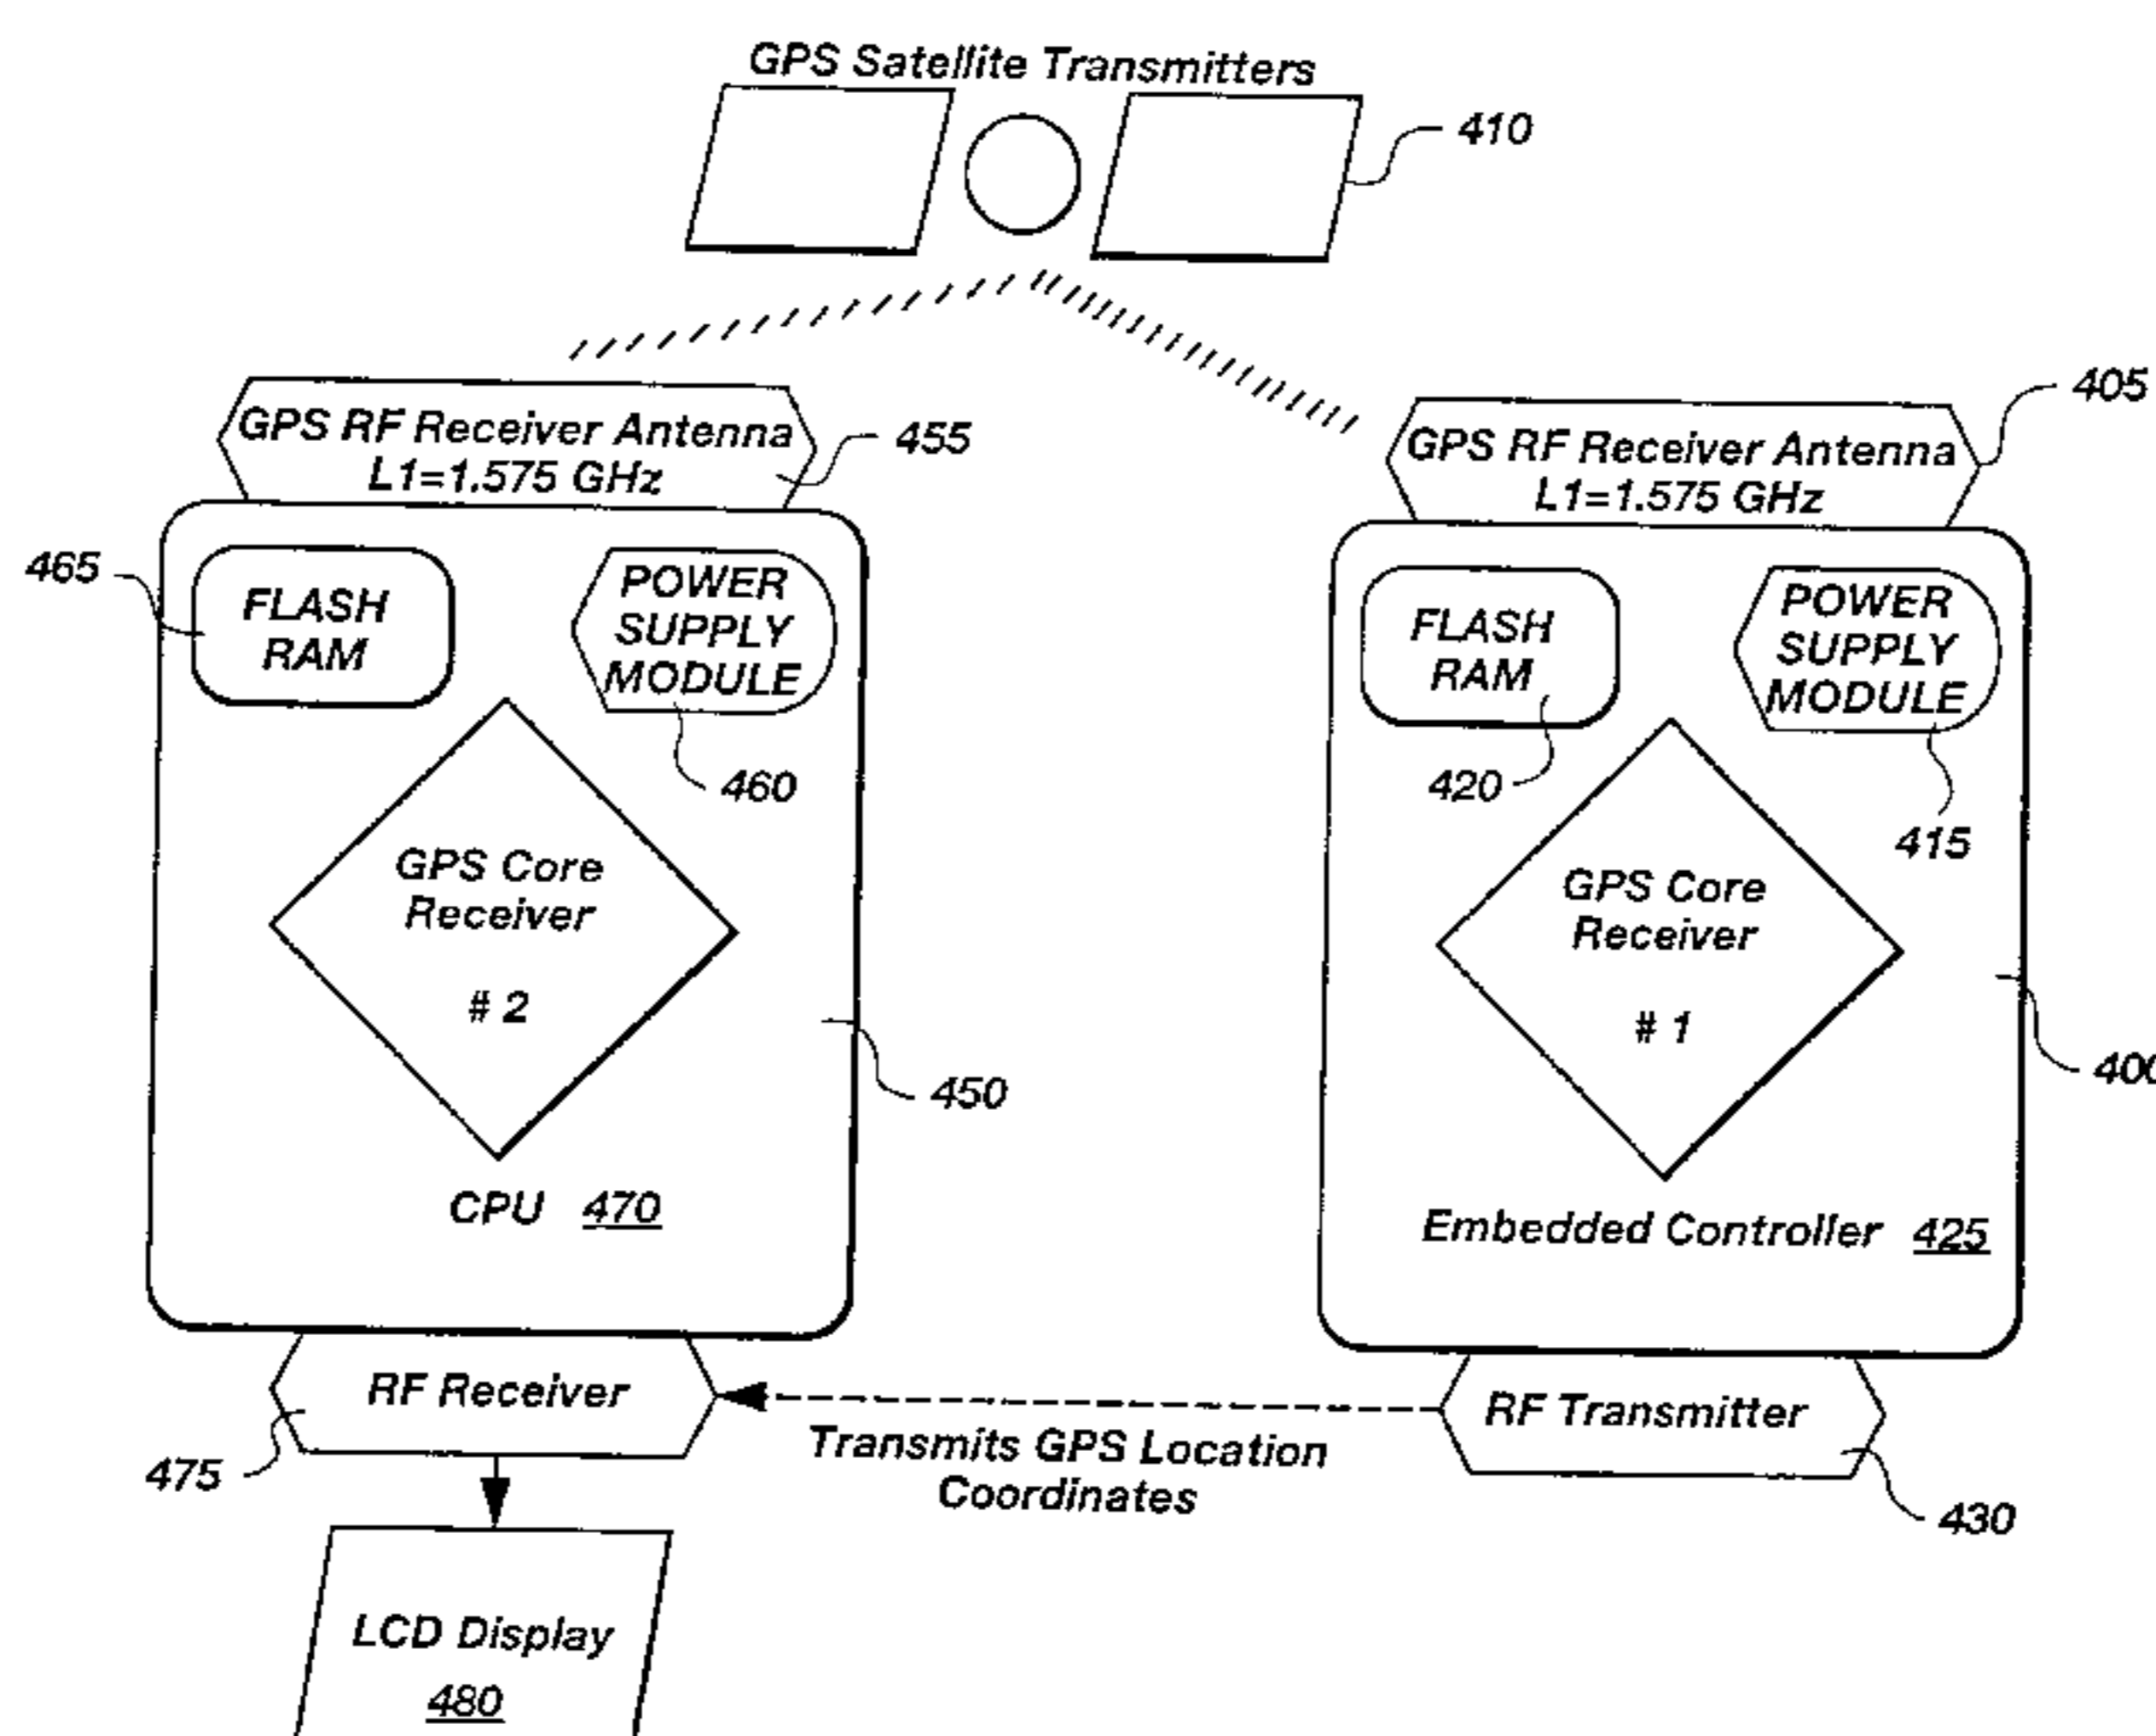 GPS Satellite Transmitters
410
405
GPS RF Receiver Antenna
L1=1.575 GHz
455
GPS RF Receiver Antenna
L1=1.575 GHz
465
FLASH
RAM
POWER
SUPPLY
MODULE
460
FLASH
RAM
420
POWER
SUPPLY
MODULE
415
GPS Core
Receiver
# 2
450
GPS Core
Receiver
# 1
400
CPU 470
Embedded Controller 425
RF Receiver
475
Transmits GPS Location
Coordinates
RF Transmitter
430
LCD Display
480